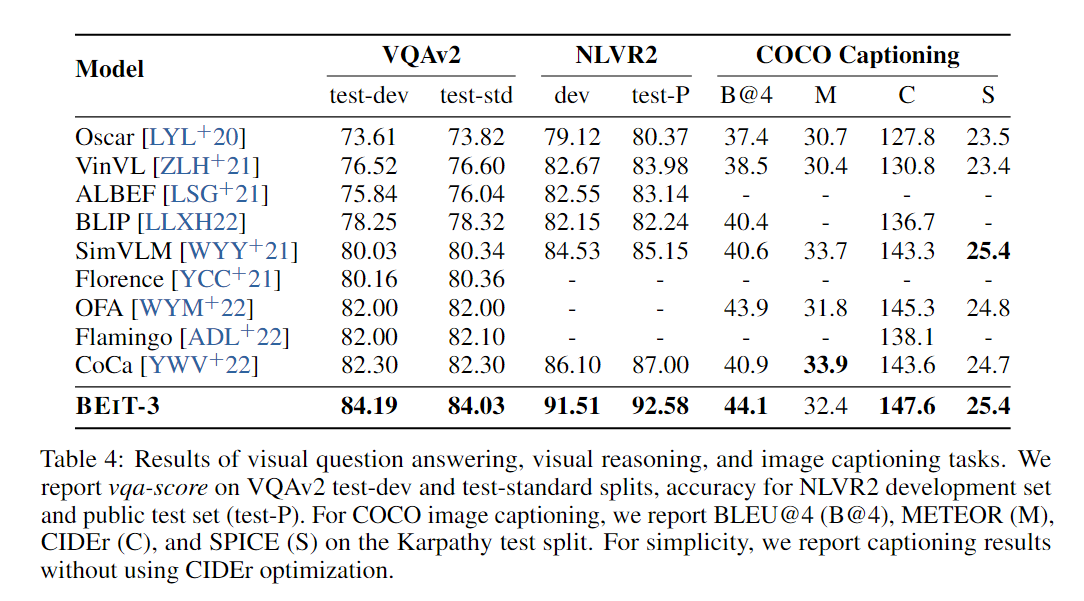 Model VQAv2 NLVR2 COCO Captioning
test-dev test-std dev test-P B@4 M C S
Oscar [LYL+20] 73.61 73.82 79.12 80.37 37.4 30.7 127.8 23.5
VinVL [ZLH+21] 76.52 76.60 82.67 83.98 38.5 30.4 130.8 23.4
ALBEF [LSG+21] 75.84 76.04 82.55 83.14 - - - -
BLIP [LLXH22] 78.25 78.32 82.15 82.24 40.4 - 136.7 -
SimVLM [WYY+21] 80.03 80.34 84.53 85.15 40.6 33.7 143.3 25.4
Florence [YCC+21] 80.16 80.36 - - - - - -
OFA [WYM+22] 82.00 82.00 - - 43.9 31.8 145.3 24.8
Flamingo [ADL+22] 82.00 82.10 - - - - 138.1 -
CoCa [YWV+22] 82.30 82.30 86.10 87.00 40.9 33.9 143.6 24.7
BEIT-3 84.19 84.03 91.51 92.58 44.1 32.4 147.6 25.4
Table 4: Results of visual question answering, visual reasoning, and image captioning tasks. We
report vqa-score on VQAv2 test-dev and test-standard splits, accuracy for NLVR2 development set
and public test set (test-P). For COCO image captioning, we report BLEU@4 (B@4), METEOR (M),
CIDEr (C), and SPICE (S) on the Karpathy test split. For simplicity, we report captioning results
without using CIDEr optimization.